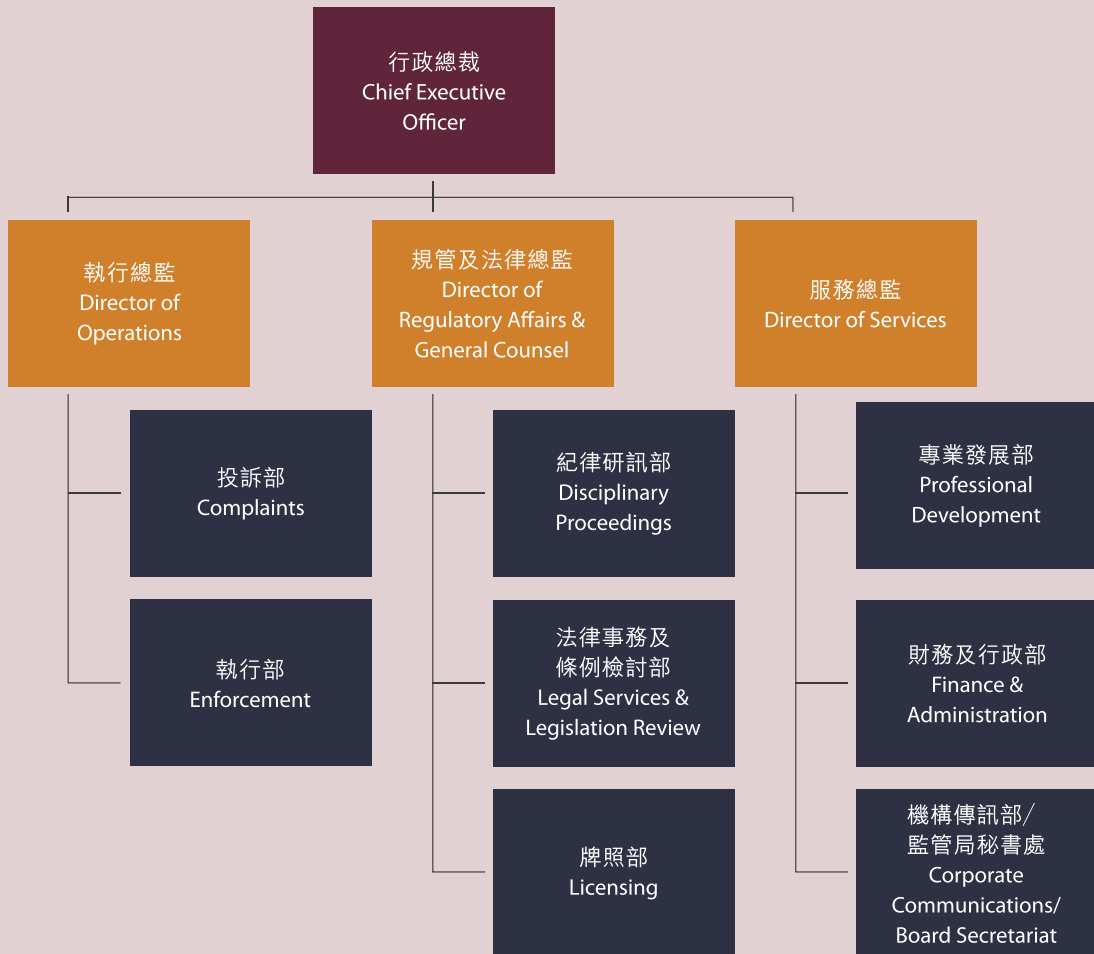 行政總裁
Chief Executive
Officer
執行總監
Director of
Operations
規管及法律總監
Director of
Regulatory Affairs &
General Counsel
服務總監
Director of Services
投訴部
Complaints
執行部
Enforcement
紀律研訊部
Disciplinary
Proceedings
法律事務及
條例檢討部
Legal Services &
Legislation Review
牌照部
Licensing
專業發展部
Professional
Development
財務及行政部
Finance &
Administration
機構傳訊部/
監管局秘書處
Corporate
Communications/
Board Secretariat